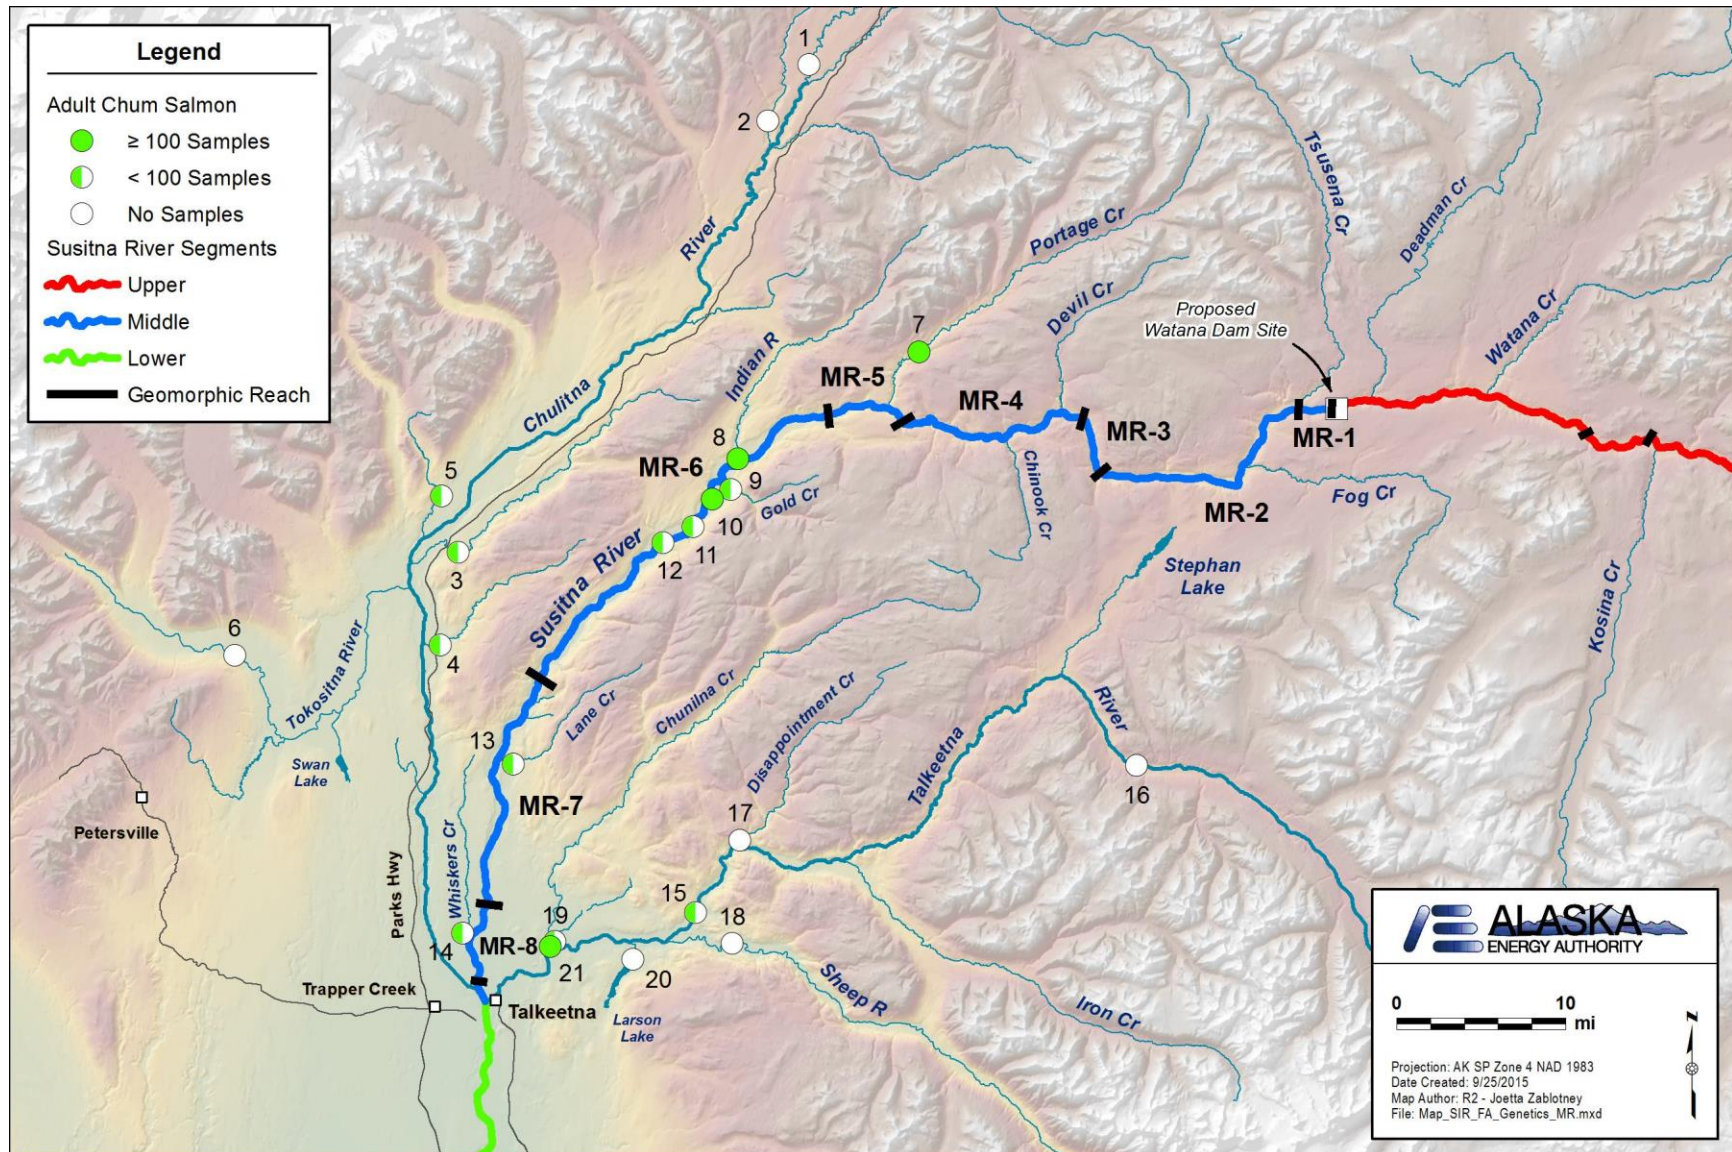 Legend
Adult Chum Salmon
≥ 100 Samples
< 100 Samples
No Samples
Susitna River Segments
Upper
Middle
Lower
Geomorphic Reach
1
2
River
Chulitna
Tsusena Cr
Deadman Cr
Portage Cr
Devil Cr
Proposed
Watana Dam Site
Watana Cr
7
Indian R
MR-5
MR-4
MR-3
MR-1
8
MR-6
9
Gold Cr
10
11
12
Chinook Cr
MR-2
Fog Cr
5
3
Susitna River
Stephan
Lake
Kosina Cr
6
4
Tokositna River
Lane Cr
Chunilna Cr
Disappointment Cr
River
Talkeetna
13
Swan
Lake
16
Petersville
MR-7
17
Parks Hwy
Whiskers Cr
15
18
19
14
MR-8
21
20
Sheep R
Iron Cr
Trapper Creek
Talkeetna
Larson
Lake
ALASKA
ENERGY AUTHORITY
0 10
mi
N
Projection: AK SP Zone 4 NAD 1983
Date Created: 9/25/2015
Map Author: R2 - Joetta Zablotney
File: Map_SIR_FA_Genetics_MR.mxd